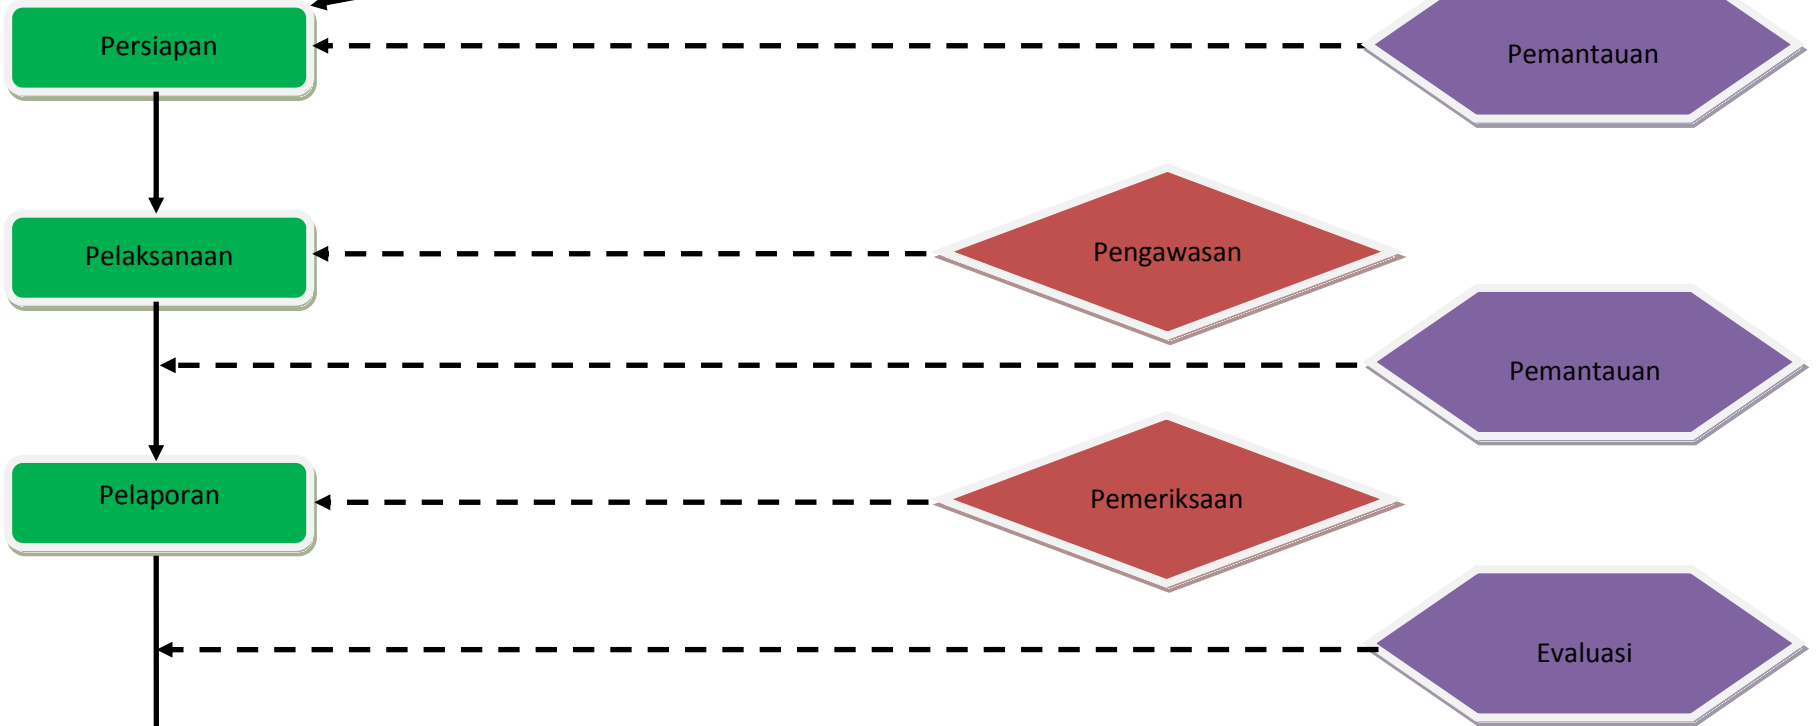 Persiapan
Pemantauan
Pelaksanaan
Pengawasan
Pemantauan
Pelaporan
Pemeriksaan
Evaluasi